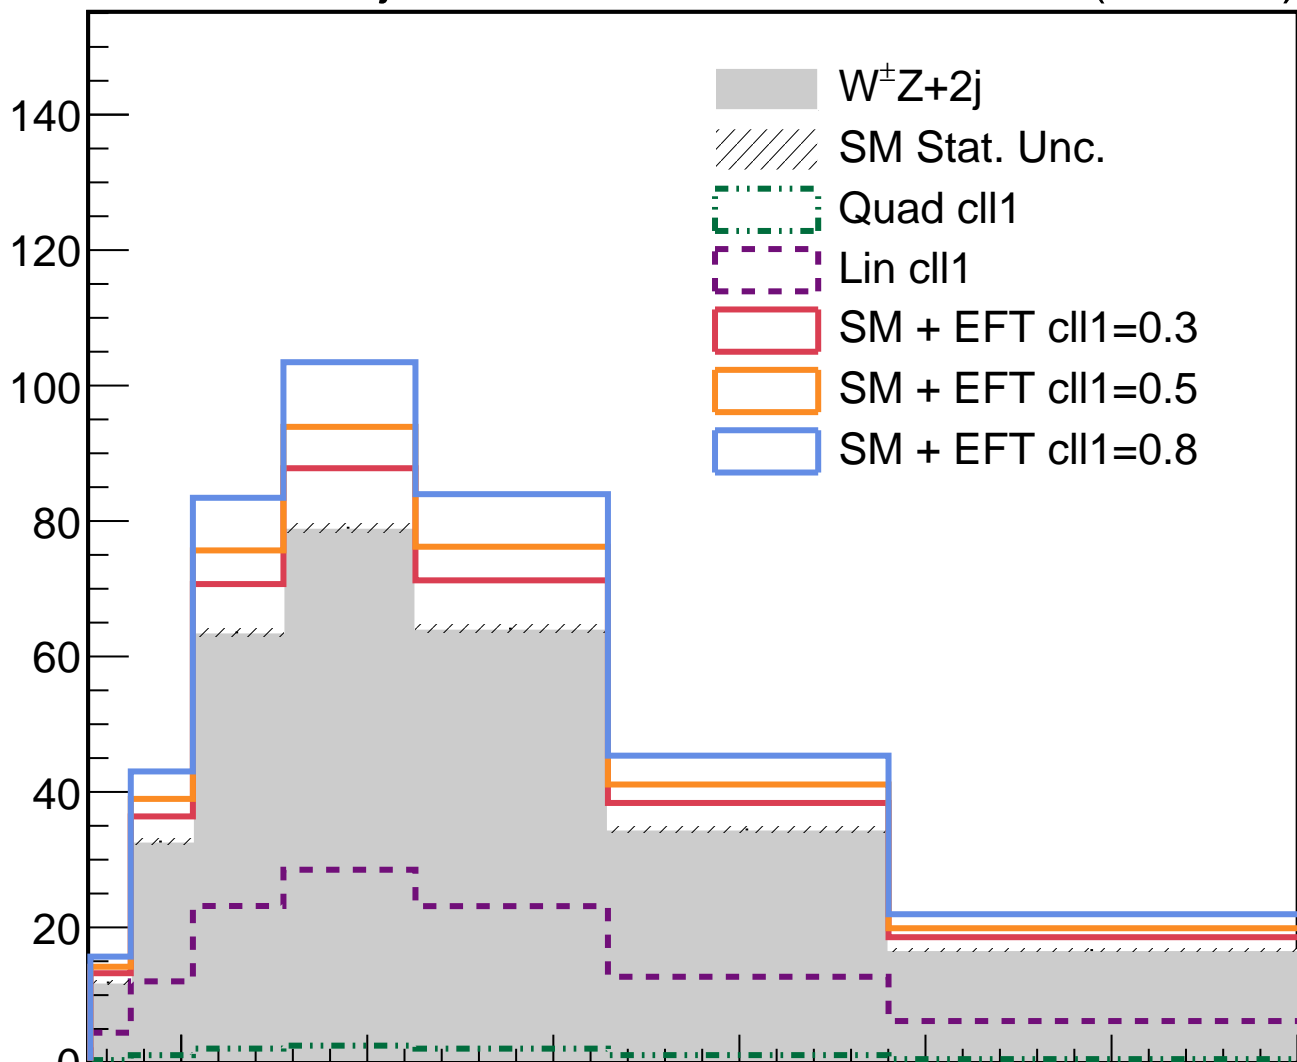 W±Z+2j
SM Stat. Unc.
Quad cll1
Lin cll1
SM + EFT cll1=0.3
SM + EFT cll1=0.5
SM + EFT cll1=0.8
140
120
100
80
60
40
20
0